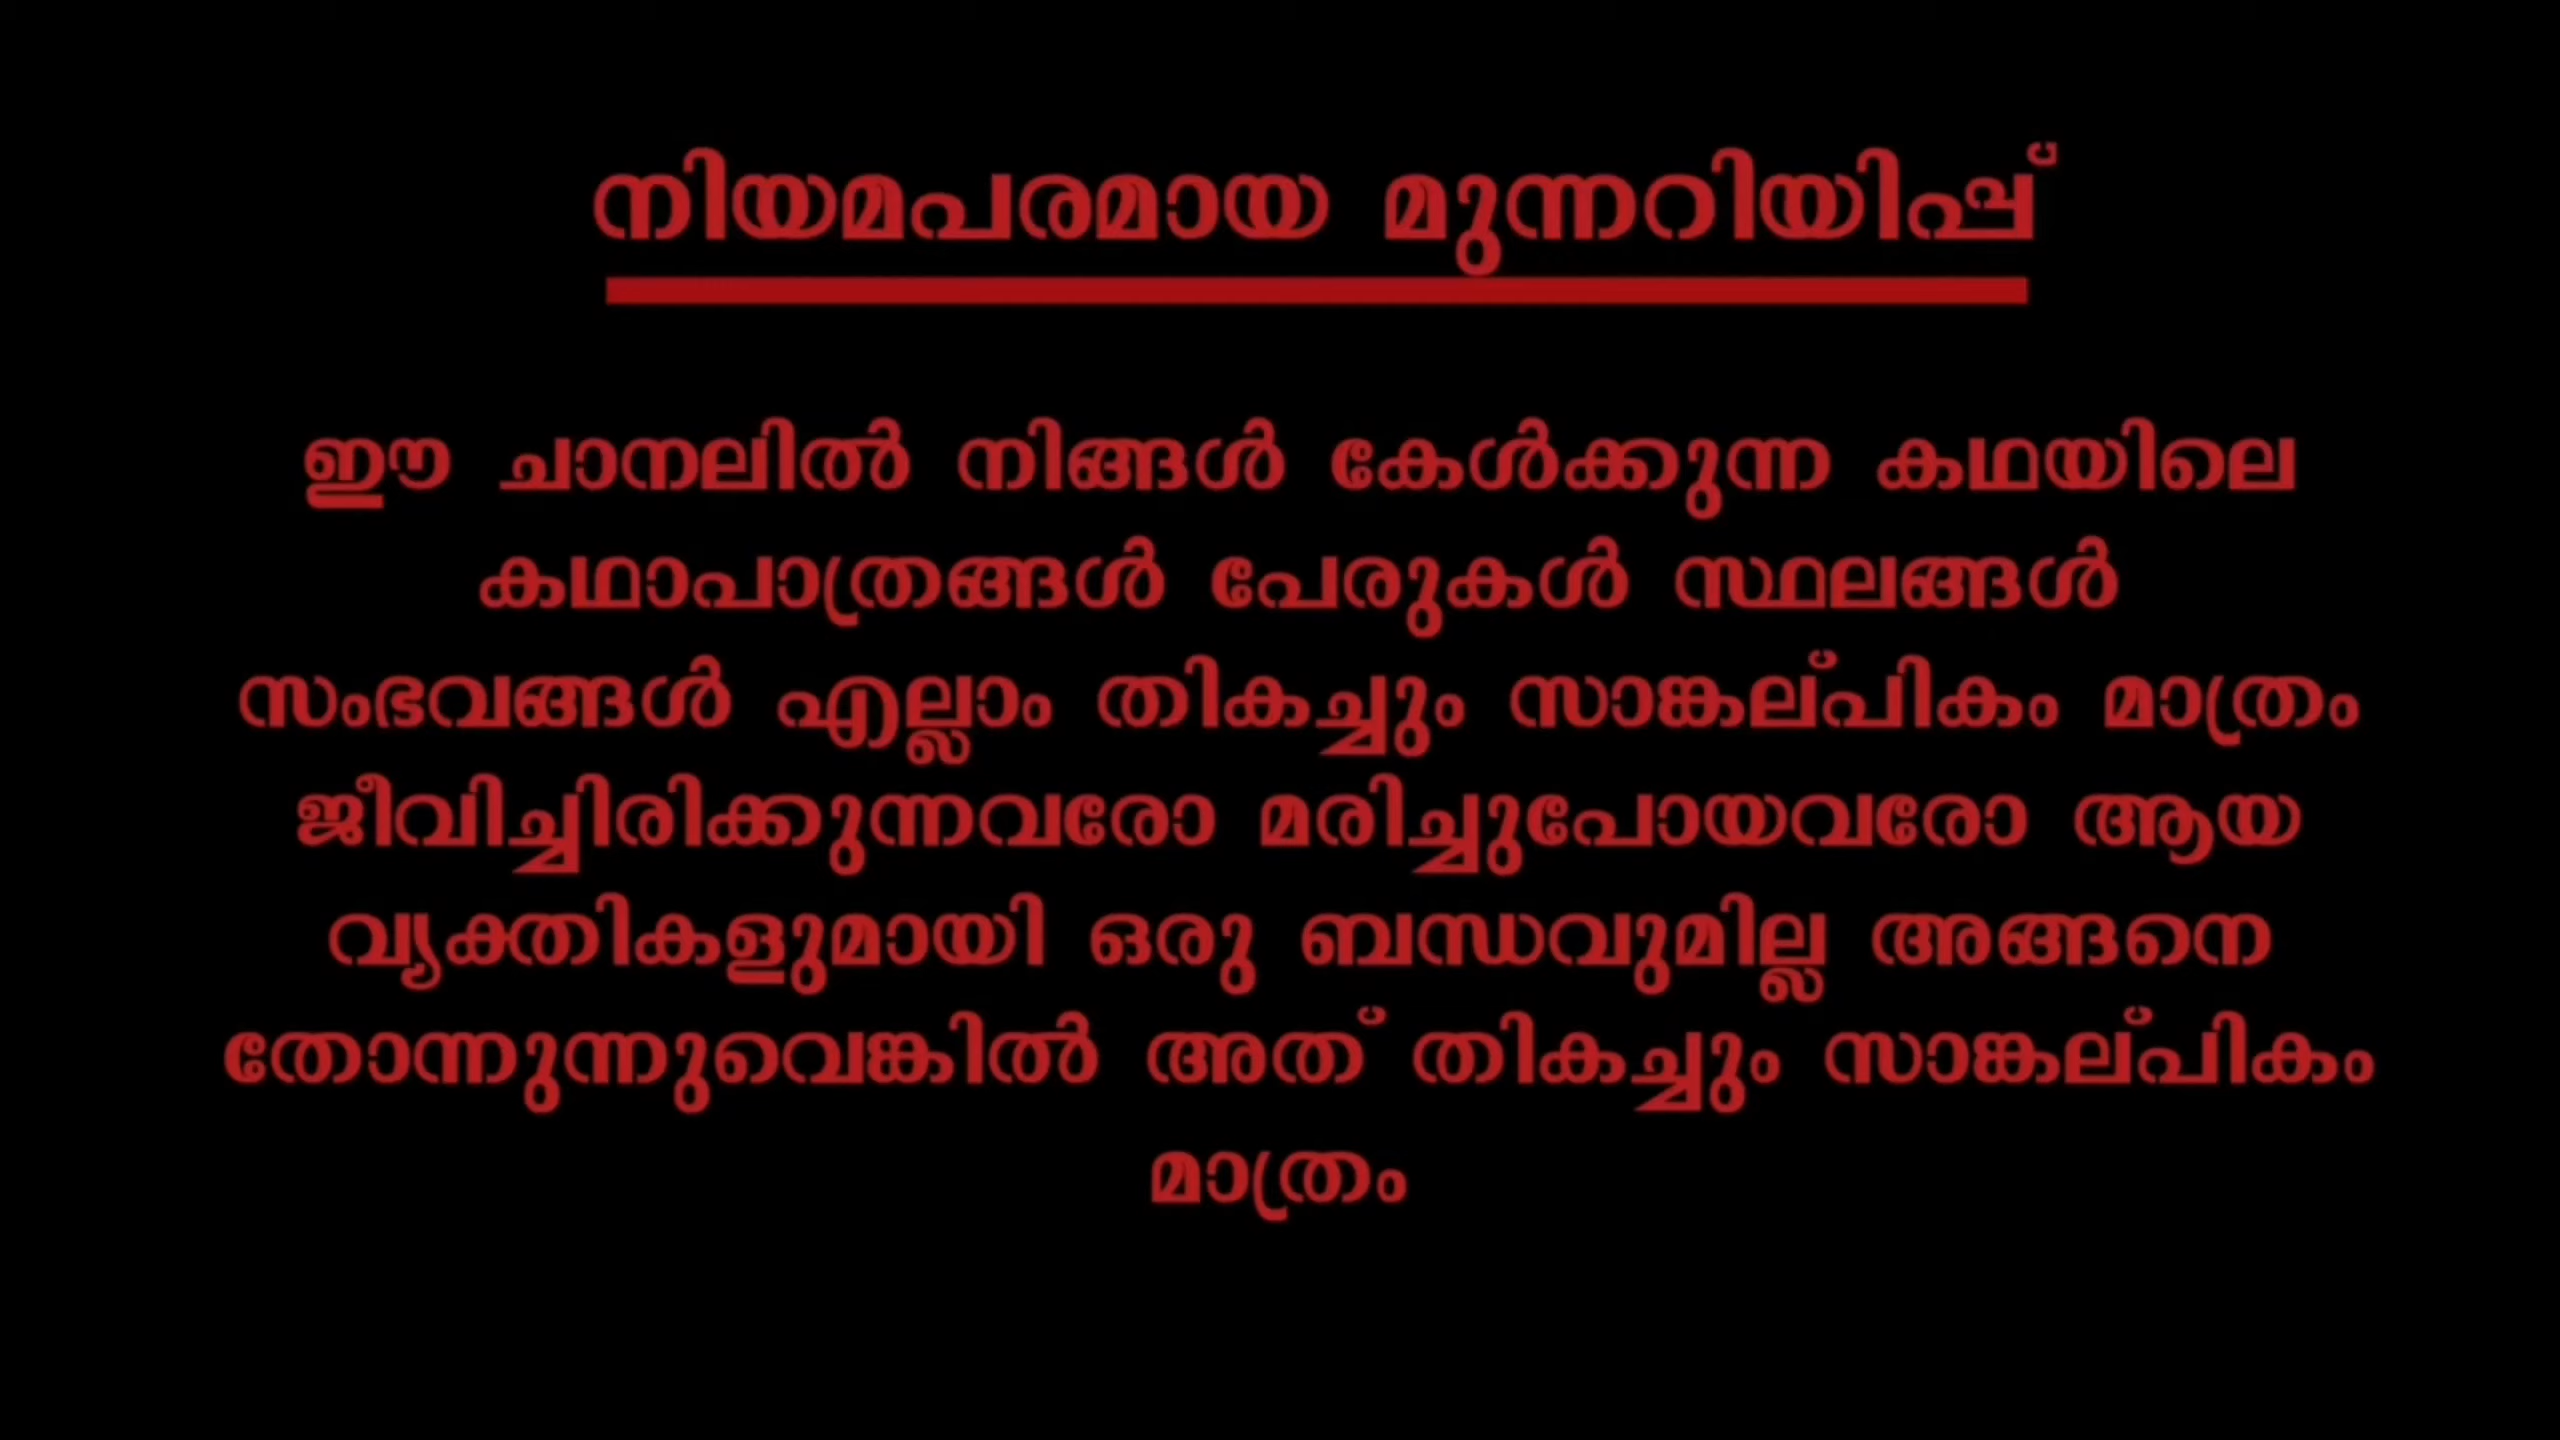 നിയമപരമായ മുന്നറിയിപ്പ്
ഈ ചാനലിൽ നിങ്ങൾ കേൾക്കുന്ന കഥയിലെ
കഥാപാത്രങ്ങൾ പേരുകൾ സ്ഥലങ്ങൾ
സംഭവങ്ങൾ എല്ലാം തികച്ചും സാങ്കല്പികം മാത്രം
ജീവിച്ചിരിക്കുന്നവരോ മരിച്ചുപോയവരോ ആയ
വ്യക്തികളുമായി ഒരു ബന്ധവുമില്ല അങ്ങനെ
തോന്നുന്നുവെങ്കിൽ അത് തികച്ചും സാങ്കല്പികം
മാത്രം